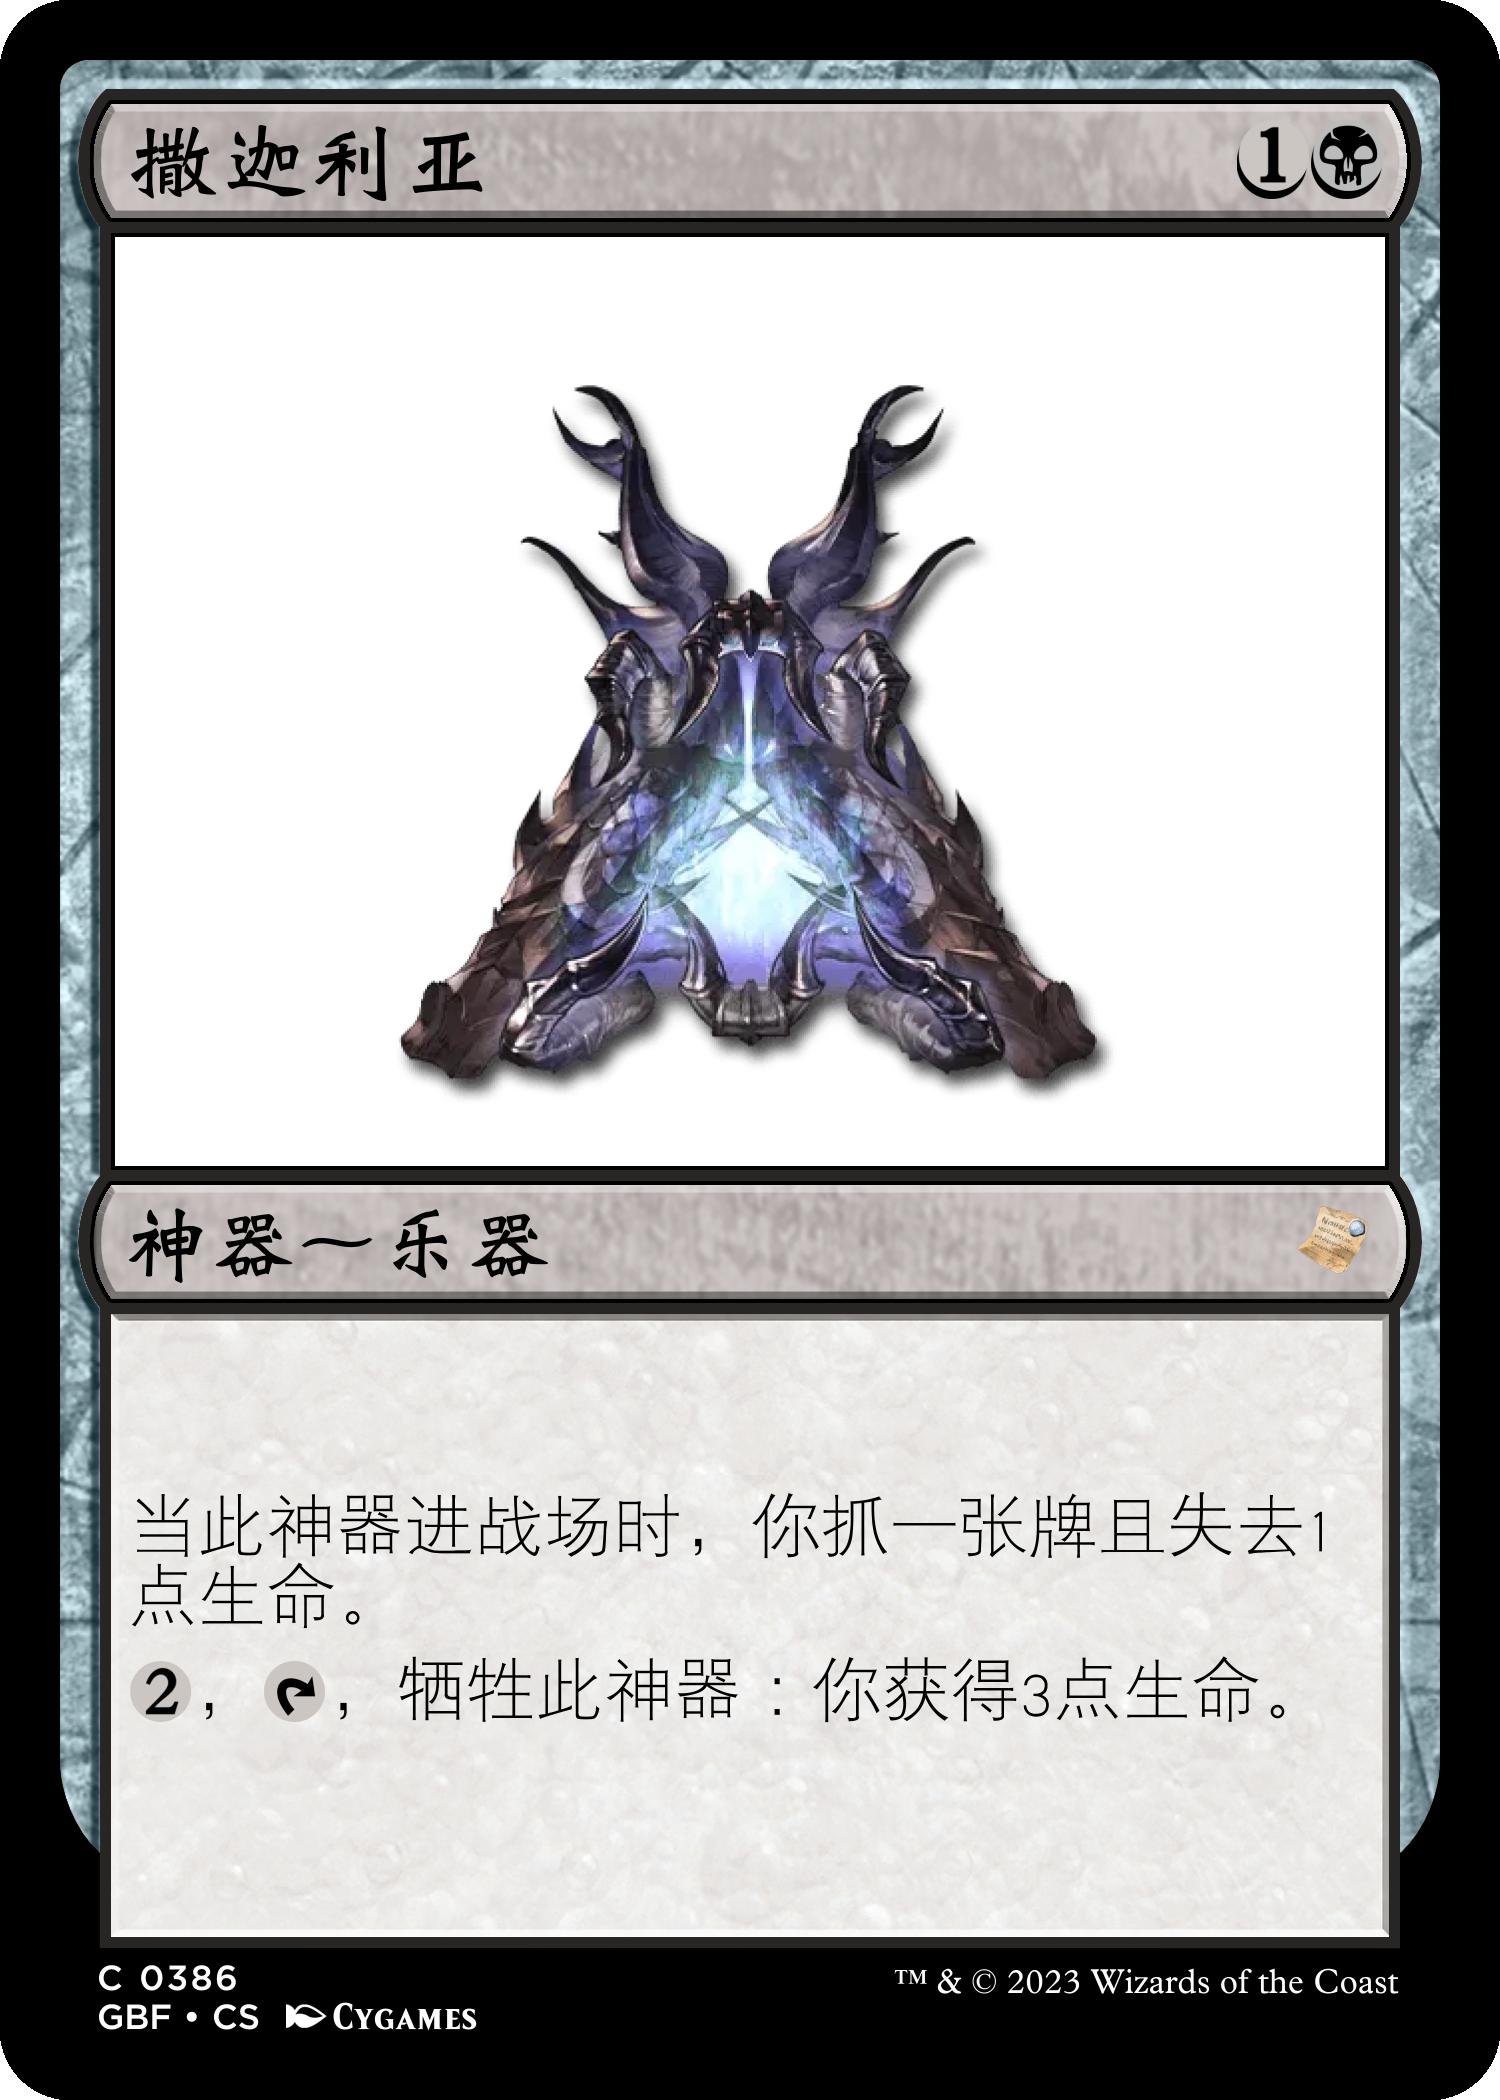 撒迦利亚 1
神器～乐器
当此神器进战场时，你抓一张牌且失去1
点生命。
2，，牺牲此神器：你获得3点生命。
C 0386
GBF • CS CYGAMES
™ & © 2023 Wizards of the Coast